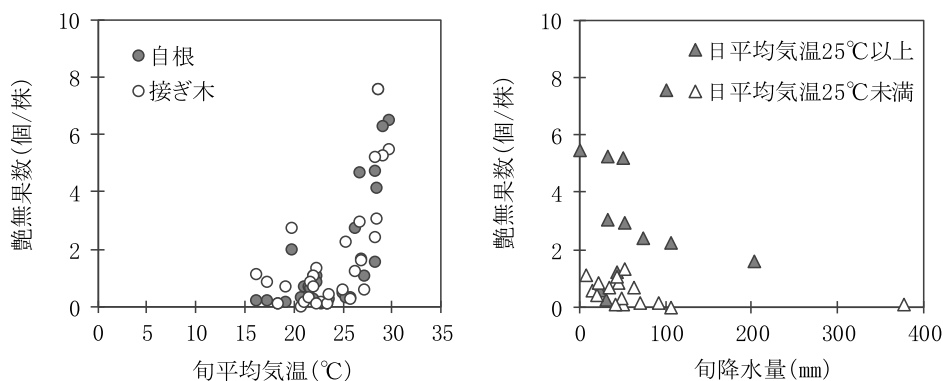 10
8
6
4
2
0
艶無果数(個/株)
自根
接ぎ木
0 5 10 15 20 25 30 35
旬平均気温(℃)
10
8
6
4
2
0
艶無果数(個/株)
日平均気温25℃以上
日平均気温25℃未満
0 100 200 300 400
旬降水量(mm)